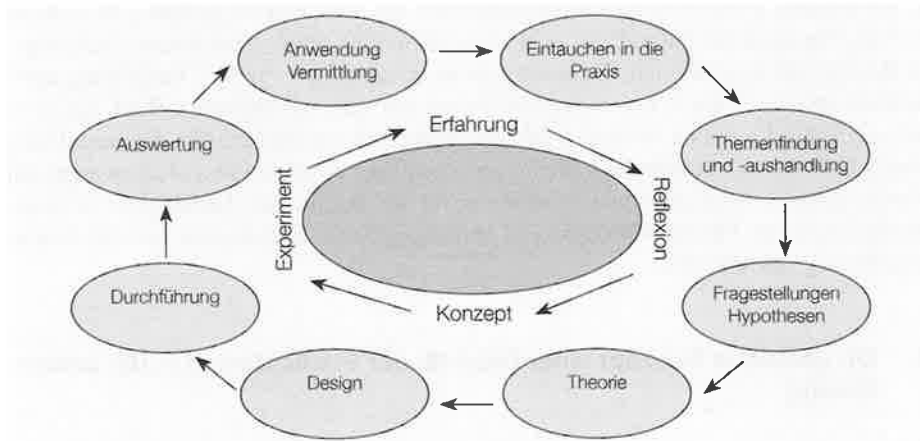 Anwendung
Vermittlung
Eintauchen in die
Praxis
Themenfindung
und -aushandlung
Fragestellungen
Hypothesen
Theorie
Design
Durchführung
Auswertung
Erfahrung
Reflexion
Konzept
Experiment